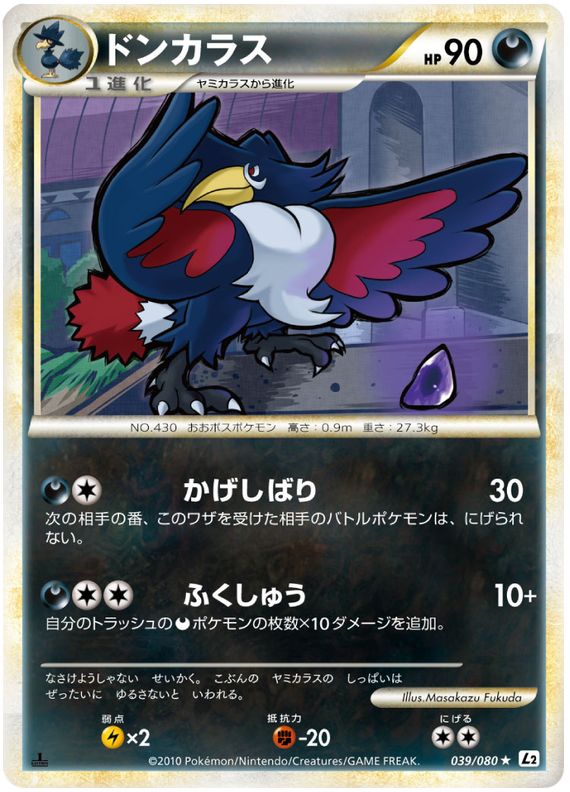 ドンカラス
HP90
1進化
ヤミカラスから進化
NO.430 おおボスポケモン 高さ:0.9m 重さ:27.3kg
かげしばり 30
次の相手の番、このワザを受けた相手のバトルポケモンは、にげられ
ない。
ふくしゅう 10+
自分のトラッシュのポケモンの枚数×10ダメージを追加。
なさけようしゃない せいかく。こぶんの ヤミカラスの しっぱいは
ぜったいに ゆるさないと いわれる。
Illus.Masakazu Fukuda
弱点 抵抗力 にげる
×2 -20
©2010 Pokémon/Nintendo/Creatures/GAME FREAK.
039/080 ★ L2